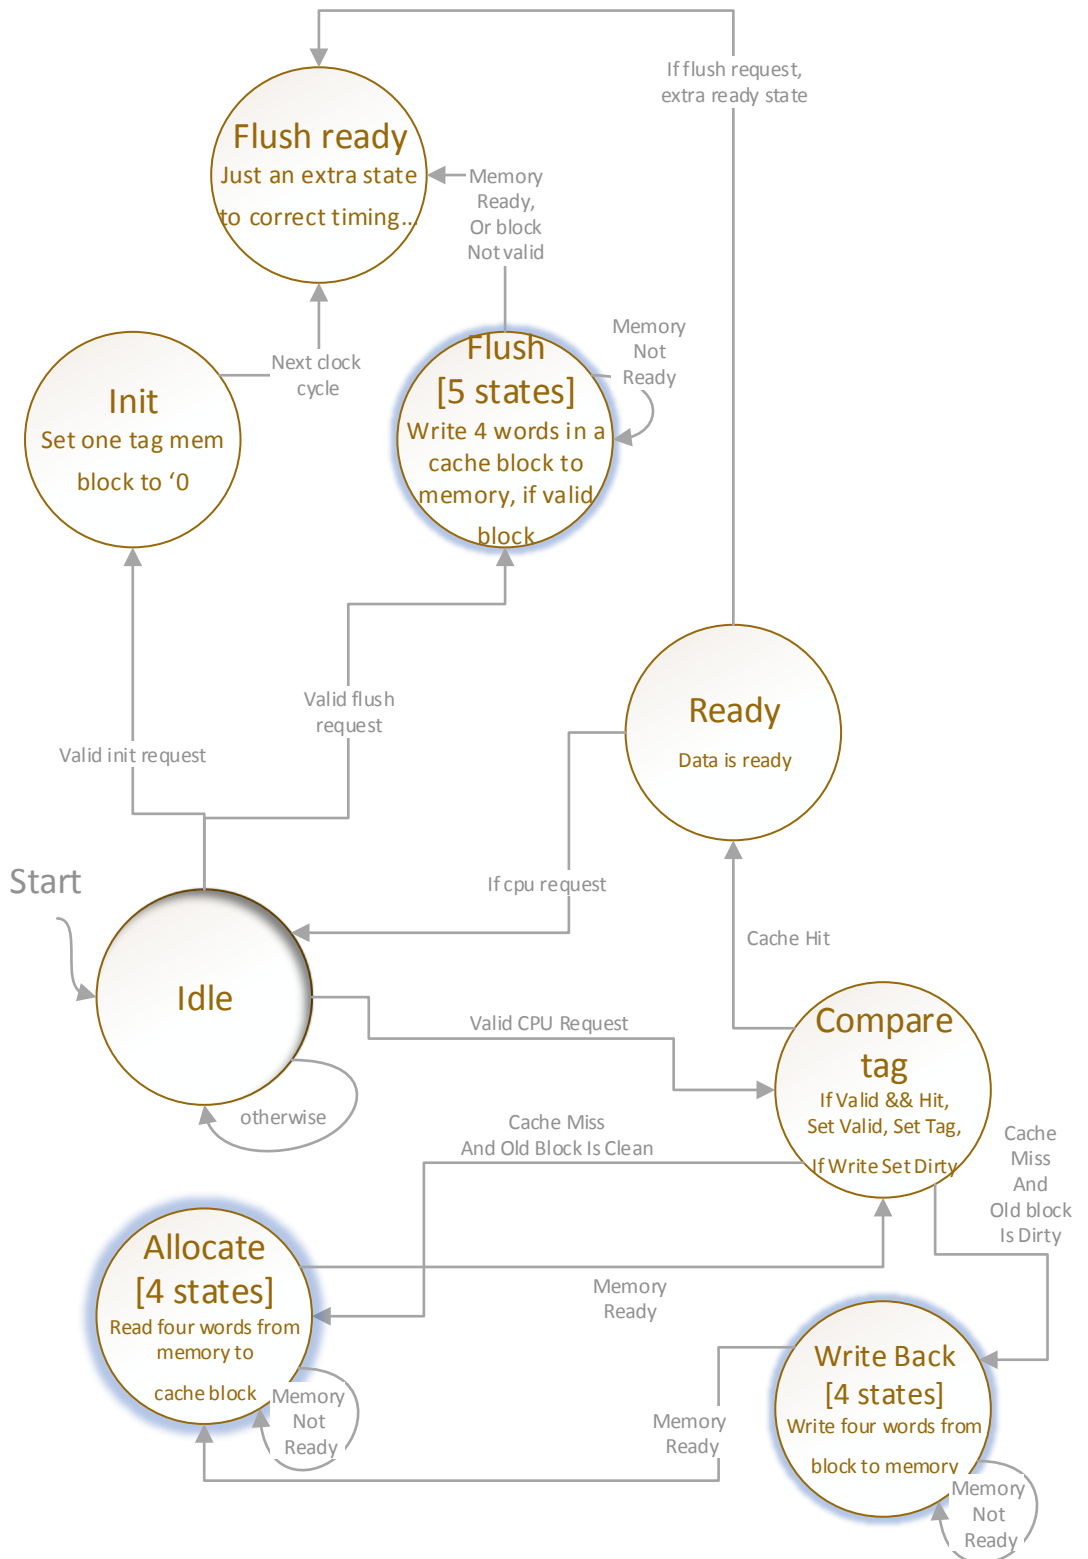 If flush request,
extra ready state
Flush ready
Just an extra state
to correct timing...
Memory
Ready,
Or block
Not valid
Memory
Not
Ready
Next clock
cycle
Flush
[5 states]
Write 4 words in a
cache block to
memory, if valid
block
Init
Set one tag mem
block to ‘0
Valid flush
request
Valid init request
Ready
Data is ready
Start
If cpu request
Cache Hit
Idle
Valid CPU Request
Compare
tag
If Valid && Hit,
Set Valid, Set Tag,
If Write Set Dirty
otherwise
Cache Miss
And Old Block Is Clean
Cache
Miss
And
Old block
Is Dirty
Allocate
[4 states]
Read four words from
memory to
cache block
Memory
Ready
Memory
Not
Ready
Write Back
[4 states]
Write four words from
block to memory
Memory
Ready
Memory
Not
Ready